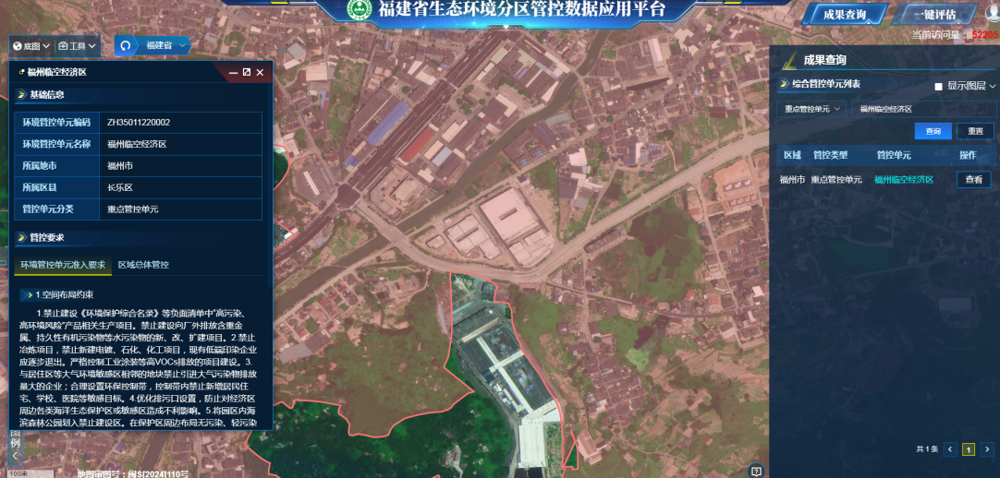 福建省生态环境分区管控数据应用平台
成果查询
一键评估
当前访问量：52205
底图
工具
福建省
福州临空经济区
基础信息
环境管控单元编码 ZH35011220002
环境管控单元名称 福州临空经济区
所属地市 福州市
所属区县 长乐区
管控单元分类 重点管控单元
管控要求
环境管控单元准入要求 区域总体管控
1.空间布局约束
1.禁止建设《环境保护综合名录》等负面清单中“高污染、
高环境风险”产品相关生产项目。禁止建设向厂外排放含重金
属、持久性有机污染物等水污染物的新、改、扩建项目。2.禁止
冶炼项目，禁止新建电镀、石化、化工项目，现有低端印染企业
应逐步退出。严格控制工业涂装等高VOCs排放的项目建设。3.
与居住区等大气环境敏感区相邻的地块禁止引进大气污染物排放
量大的企业；合理设置环保控制带，控制带内禁止新增居民住
宅、学校、医院等敏感目标。4.优化排污口设置，防止对经济区
周边各类海洋生态保护区或敏感区造成不利影响。5.将园区内海
滨森林公园划入禁止建设区。在保护区周边布局无污染、轻污染
图例
100米
地图审图号：闽S[2024]110号
成果查询
综合管控单元列表
显示图层
重点管控单元
福州临空经济区
查询
重置
区域 管控类型 管控单元 操作
福州市 重点管控单元 福州临空经济区 查看
共 1 条
1